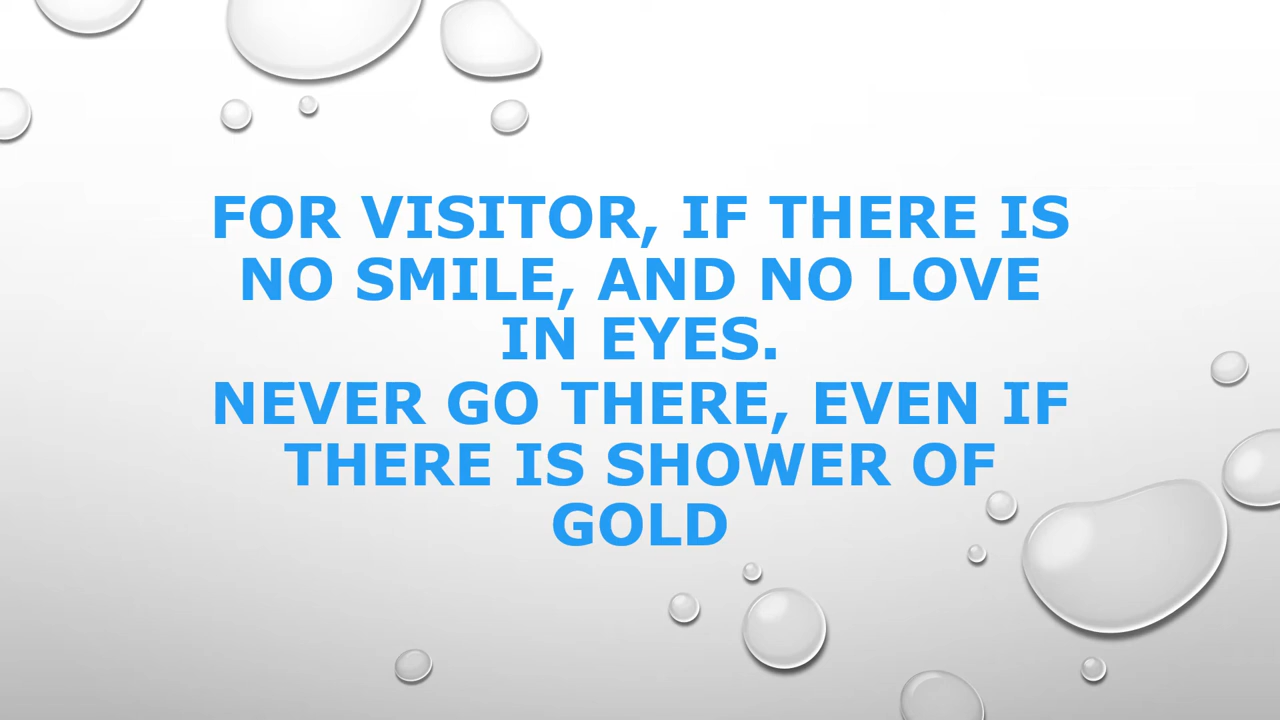 FOR VISITOR, IF THERE IS
NO SMILE, AND NO LOVE
IN EYES.
NEVER GO THERE, EVEN IF
THERE IS SHOWER OF
GOLD